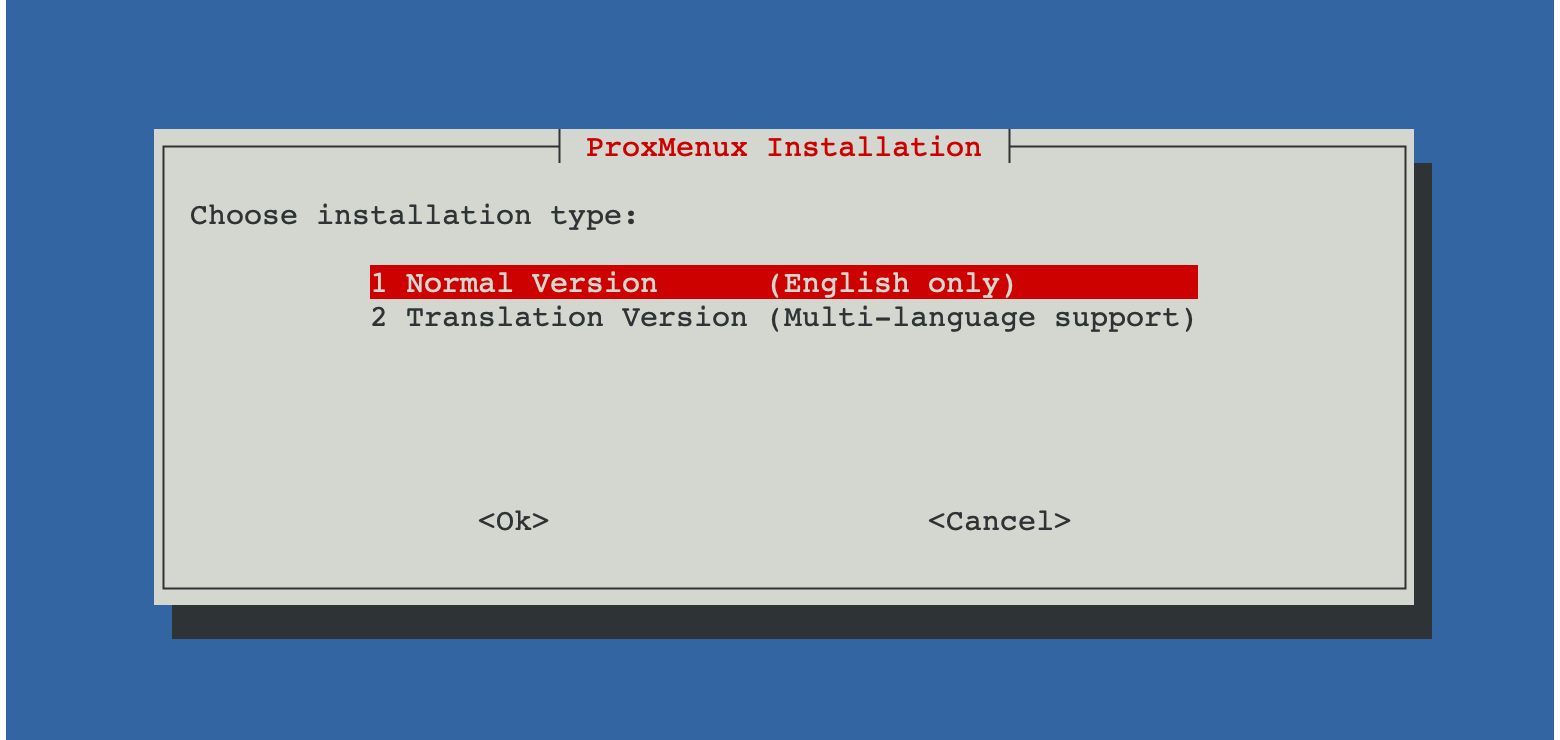 ProxMenux Installation
Choose installation type:
1 Normal Version (English only)
2 Translation Version (Multi-language support)
<Ok> <Cancel>